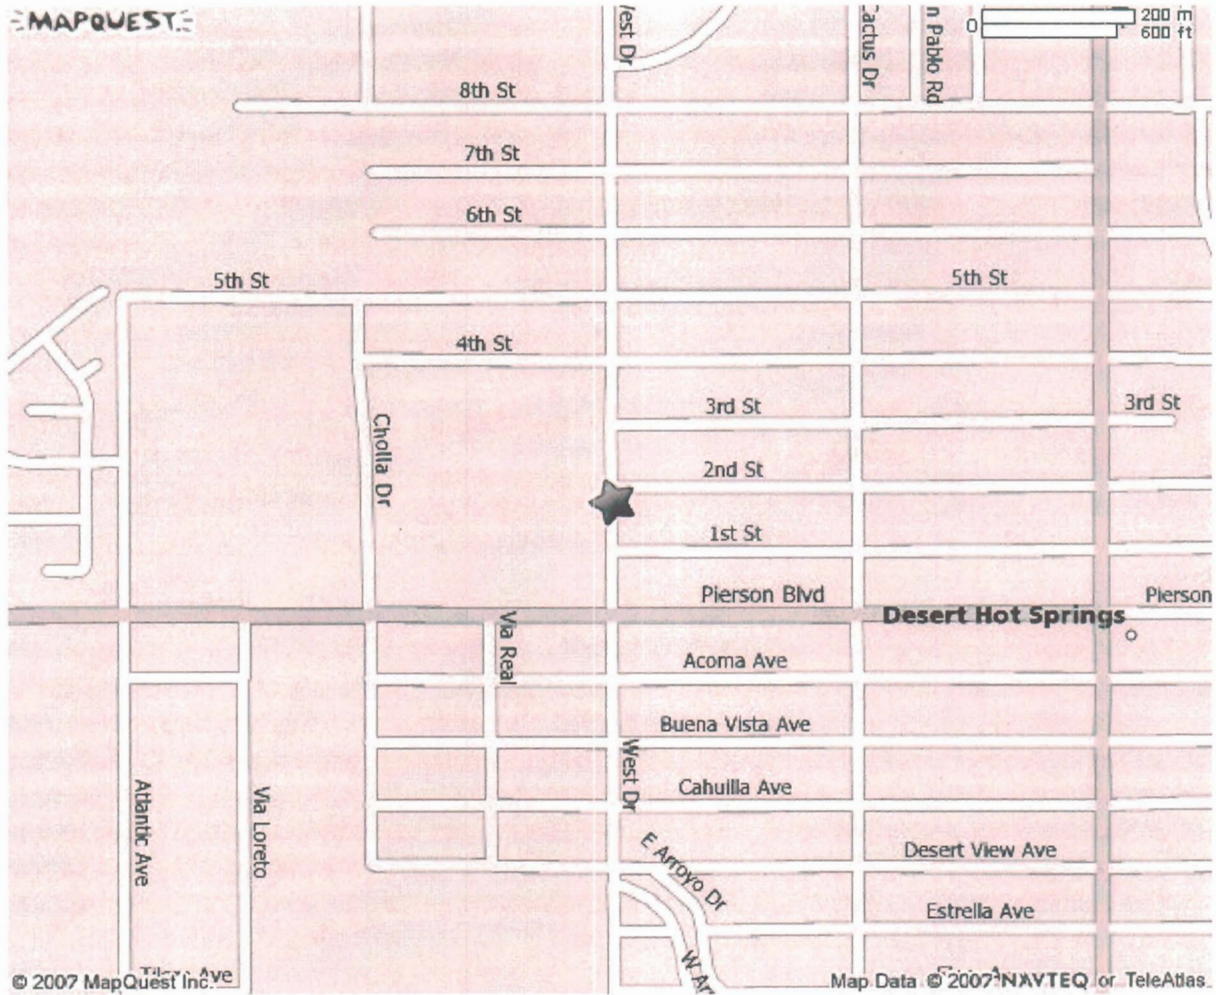 MAPQUEST
0
200 m
600 ft
West Dr
Cactus Dr
n Pablo Rd
8th St
7th St
6th St
5th St
5th St
4th St
3rd St
3rd St
Cholla Dr
2nd St
1st St
Pierson Blvd
Pierson
Desert Hot Springs
Via Real
Acoma Ave
Buena Vista Ave
West Dr
Cahuilla Ave
Atlantic Ave
Via Loreto
E Arroyo Dr
Desert View Ave
Estrella Ave
W Ar
Ave
© 2007 MapQuest Inc.
Map Data © 2007 NAVTEQ or TeleAtlas